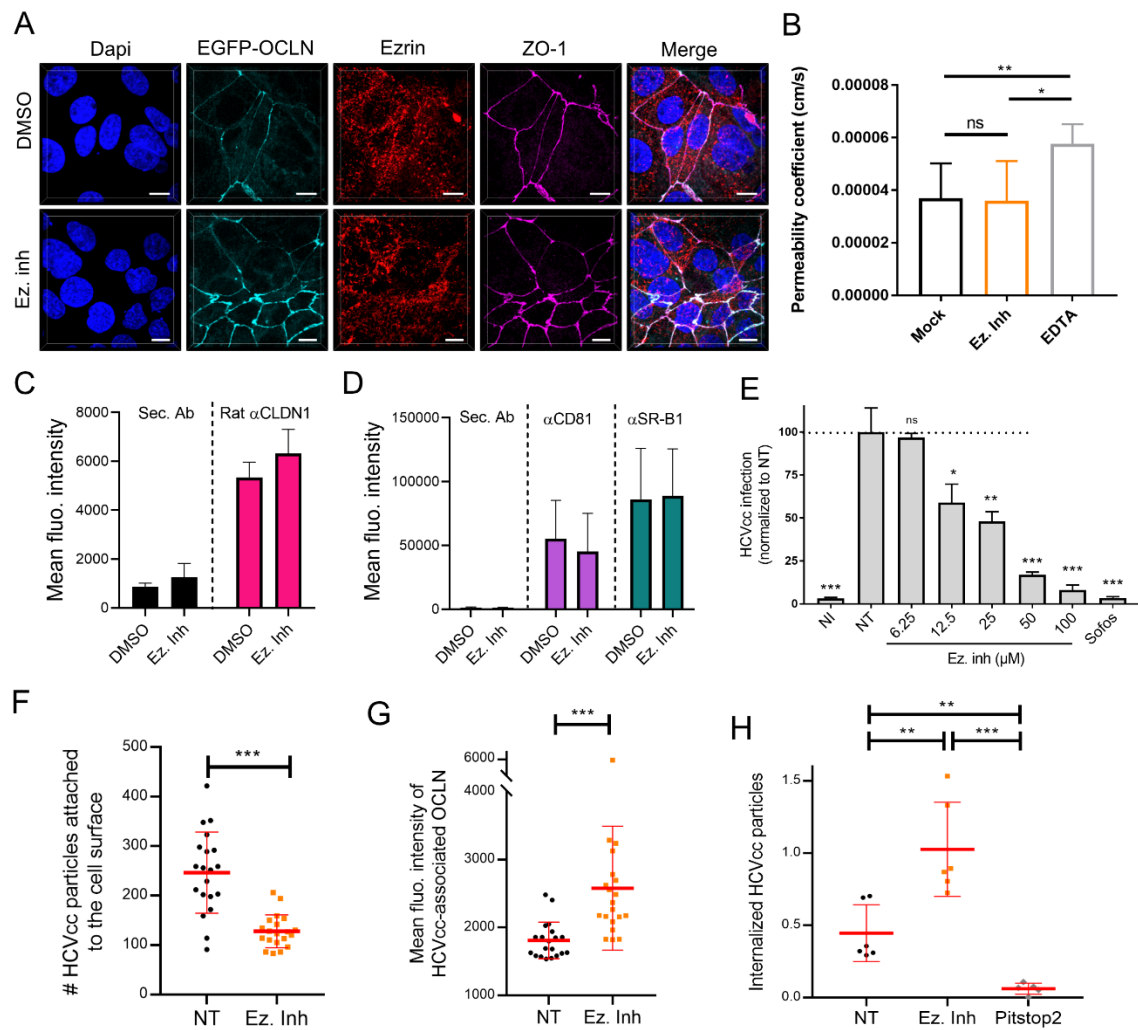 A
Dapi EGFP-OCLN Ezrin ZO-1 Merge
DMSO
Ez. inh
B
Permeability coefficient (cm/s)
0.00008
0.00006
0.00004
0.00002
0.00000
**
*
ns
Mock Ez. Inh EDTA
C
Mean fluo. intensity
8000
6000
4000
2000
0
Sec. Ab Rat αCLDN1
DMSO Ez. Inh DMSO Ez. Inh
D
Mean fluo. intensity
150000
100000
50000
0
Sec. Ab αCD81 αSR-B1
DMSO Ez. Inh DMSO Ez. Inh DMSO Ez. Inh
E
HCVcc infection
(normalized to NT)
100
75
50
25
0
*** ns * ** *** *** ***
NI NT 6.25 12.5 25 50 100 Sofos
Ez. inh (µM)
F
# HCVcc particles attached
to the cell surface
500
400
300
200
100
0
***
NT Ez. Inh
G
Mean fluo. intensity of
HCVcc-associated OCLN
6000
4000
3000
2000
1000
***
NT Ez. Inh
H
Internalized HCVcc particles
1.5
1.0
0.5
0.0
**
** ***
NT Ez. Inh Pitstop2